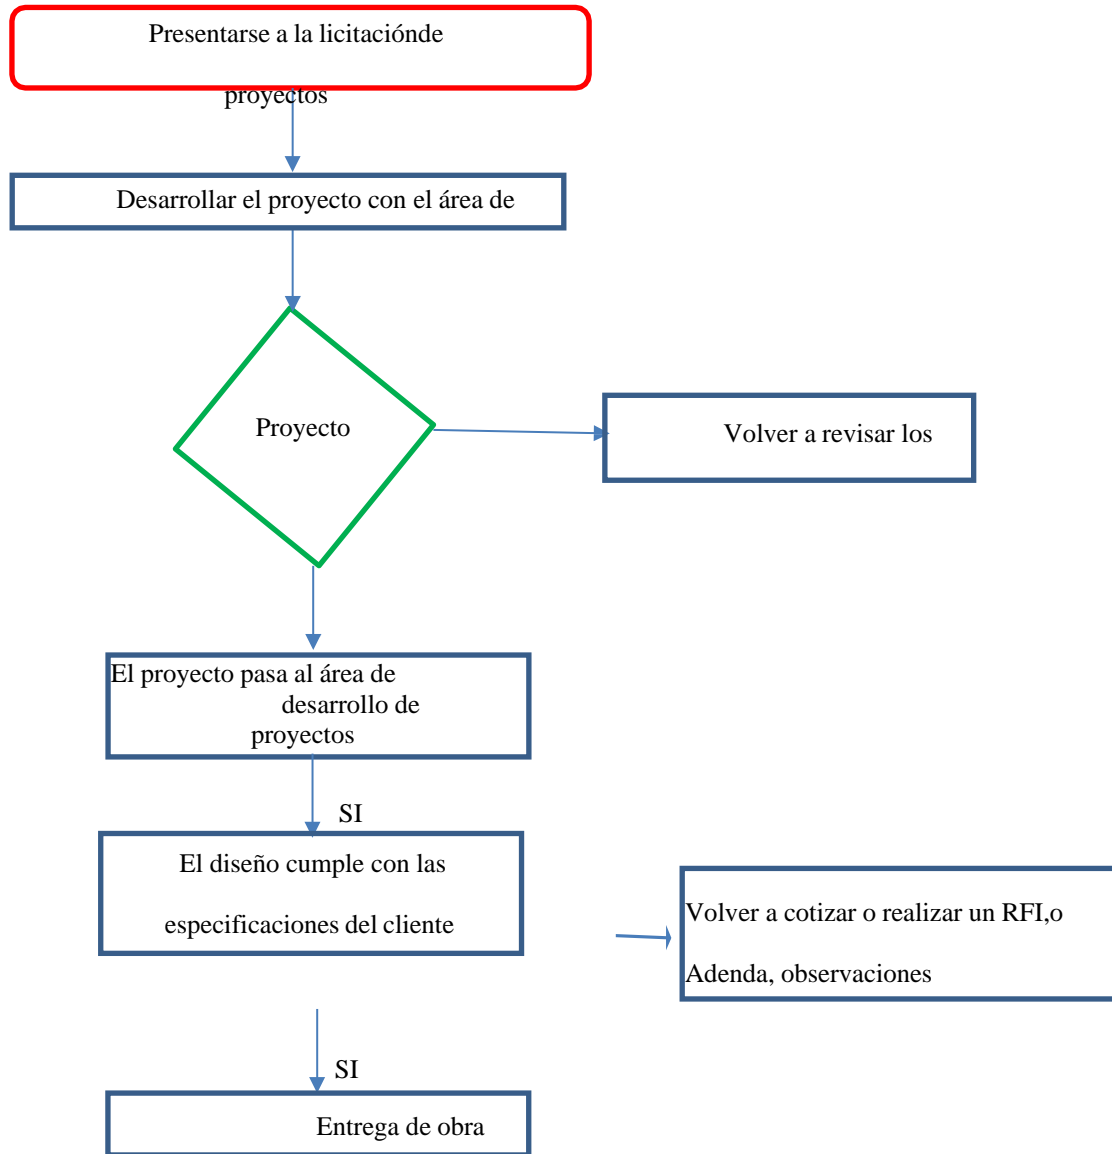 Presentarse a la licitaciónde
proyectos
Desarrollar el proyecto con el área de
Proyecto
Volver a revisar los
El proyecto pasa al área de
desarrollo de
proyectos
SI
El diseño cumple con las
especificaciones del cliente
Volver a cotizar o realizar un RFI,o
Adenda, observaciones
SI
Entrega de obra